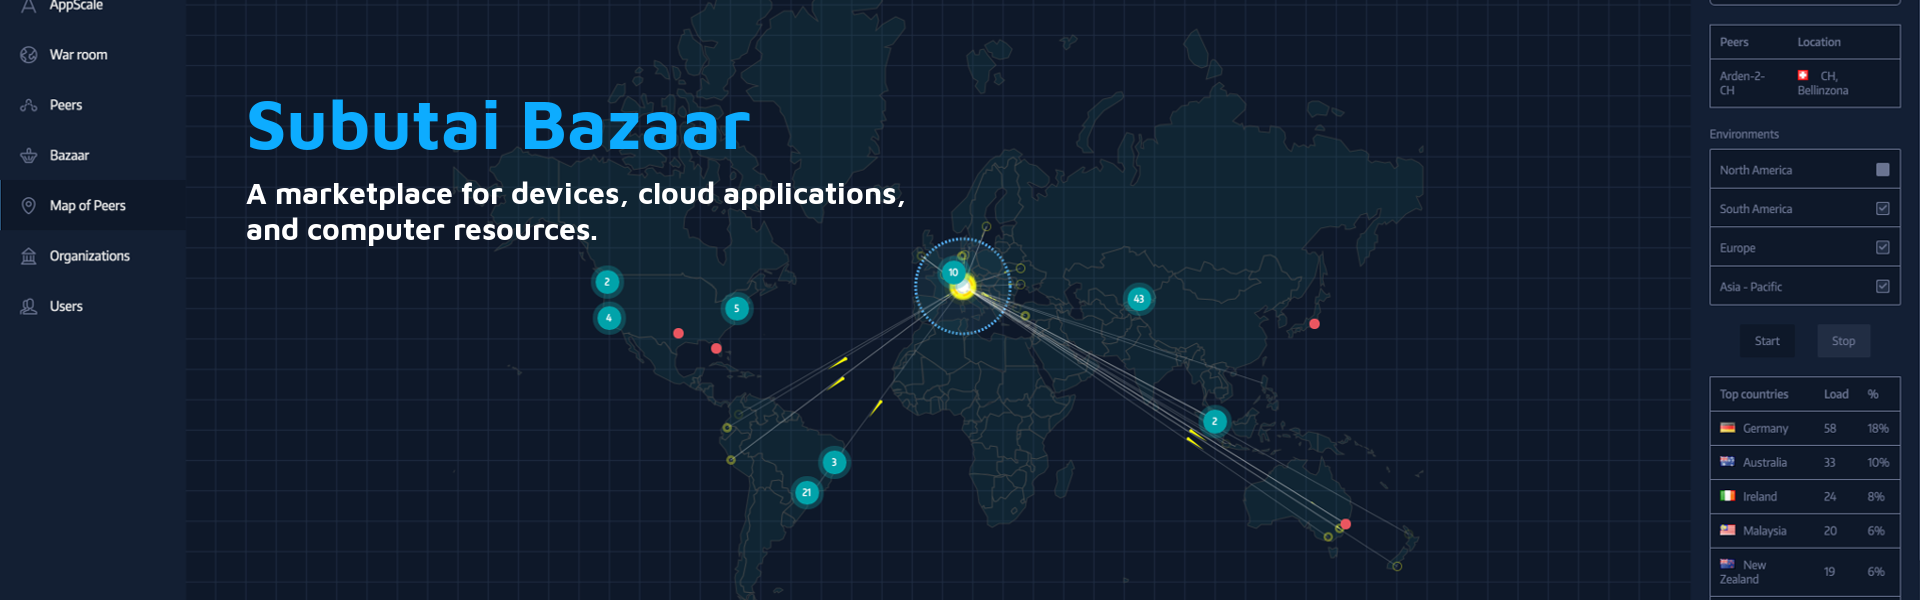 AppScale
War room
Peers
Bazaar
Map of Peers
Organizations
Users
Subutai Bazaar
A marketplace for devices, cloud applications,
and computer resources.
2
4
5
10
43
2
3
21
Peers Location
Arden-2-
CH
CH,
Bellinzona
Environments
North America
South America
Europe
Asia - Pacific
Start Stop
Top countries Load %
Germany 58 18%
Australia 33 10%
Ireland 24 8%
Malaysia 20 6%
New
Zealand 19 6%